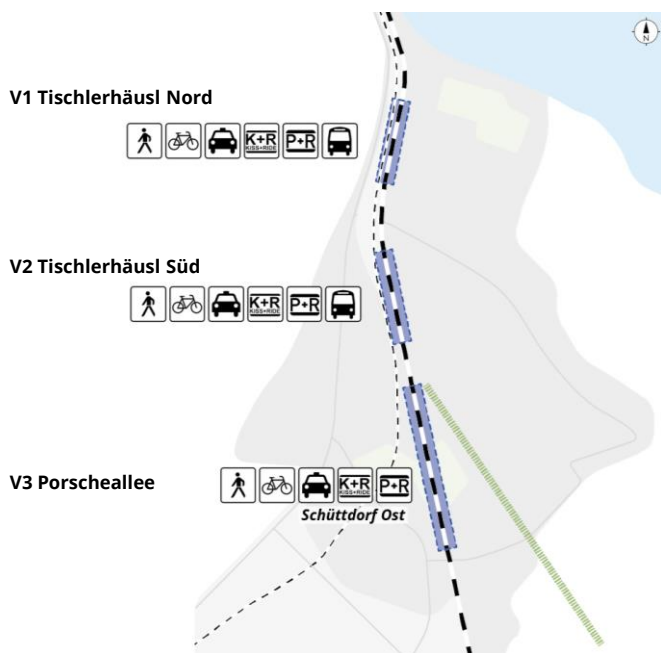 N
V1 Tischlerhäusl Nord
K+R
KISS+RIDE
P+R
V2 Tischlerhäusl Süd
K+R
KISS+RIDE
P+R
V3 Porscheallee
K+R
KISS+RIDE
P+R
Schüttdorf Ost